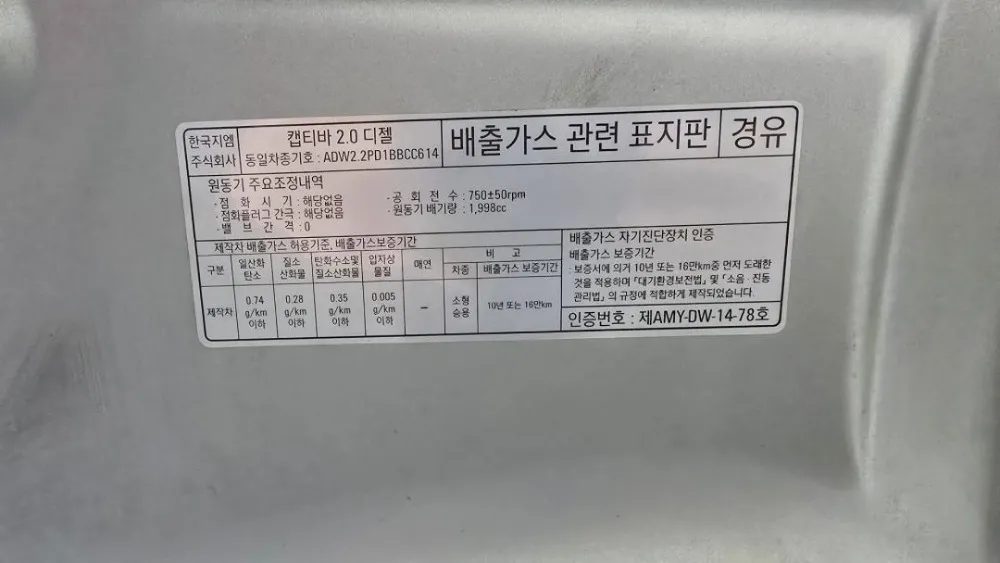 한국지엠
주식회사
캡티바 2.0 디젤
동일차종기호 : ADW2.2PD1BBCC614
배출가스 관련 표지판
경유
원동기 주요조정내역
· 점 화 시 기 : 해당없음
· 점화플러그 간극 : 해당없음
· 밸 브 간 격 : 0
· 공 회 전 수 : 750±50rpm
· 원동기 배기량 : 1,998cc
제작차 배출가스 허용기준, 배출가스보증기간
구분 일산화탄소 질소산화물 탄화수소및질소산화물 입자상물질 매연 비 고
차종 배출가스 보증기간
제작차 0.74 g/km 이하 0.28 g/km 이하 0.35 g/km 이하 0.005 g/km 이하 – 소형승용 10년 또는 16만km
배출가스 자기진단장치 인증
배출가스 보증기간
: 보증서에 의거 10년 또는 16만km중 먼저 도래한
것을 적용하며 「대기환경보전법」 및 「소음 · 진동
관리법」의 규정에 적합하게 제작되었습니다.
인증번호 : 제AMY-DW-14-78호